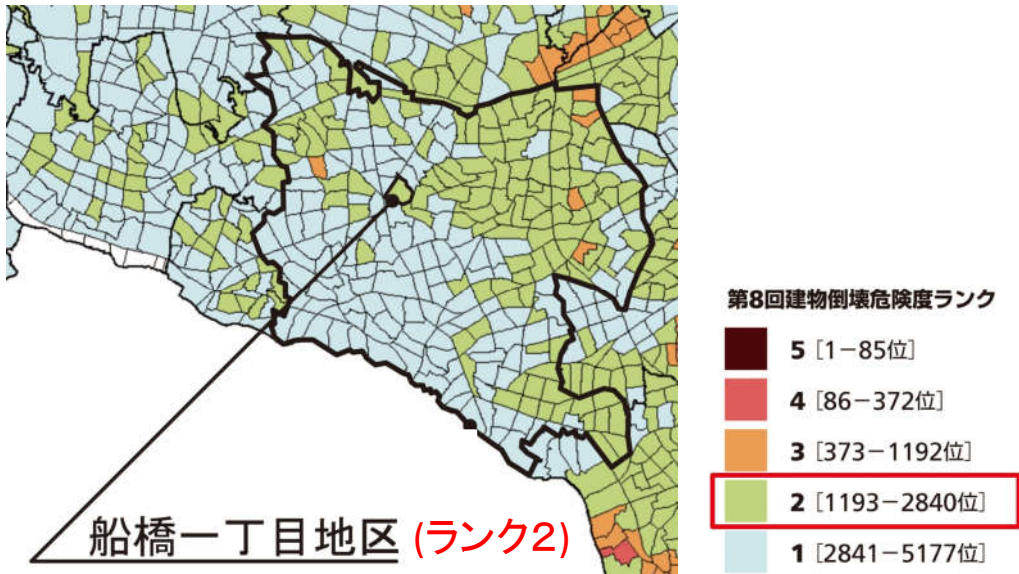 船橋一丁目地区 (ランク2)
第8回建物倒壊危険度ランク
5 [1-85位]
4 [86-372位]
3 [373-1192位]
2 [1193-2840位]
1 [2841-5177位]